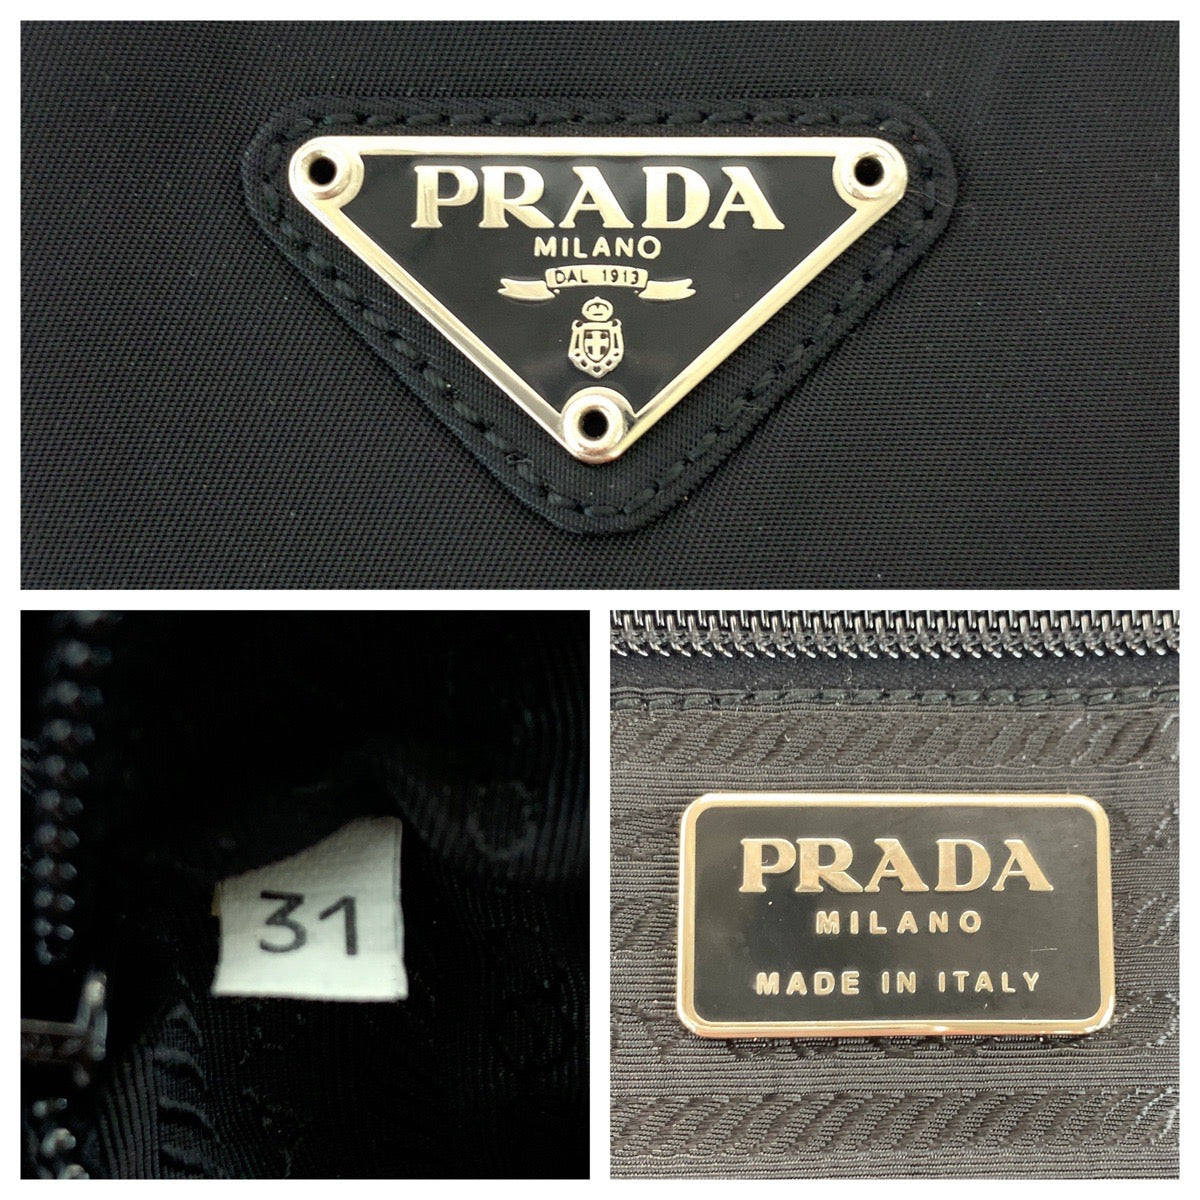 PRADA
MILANO
DAL 1913
31
PRADA
MILANO
MADE IN ITALY